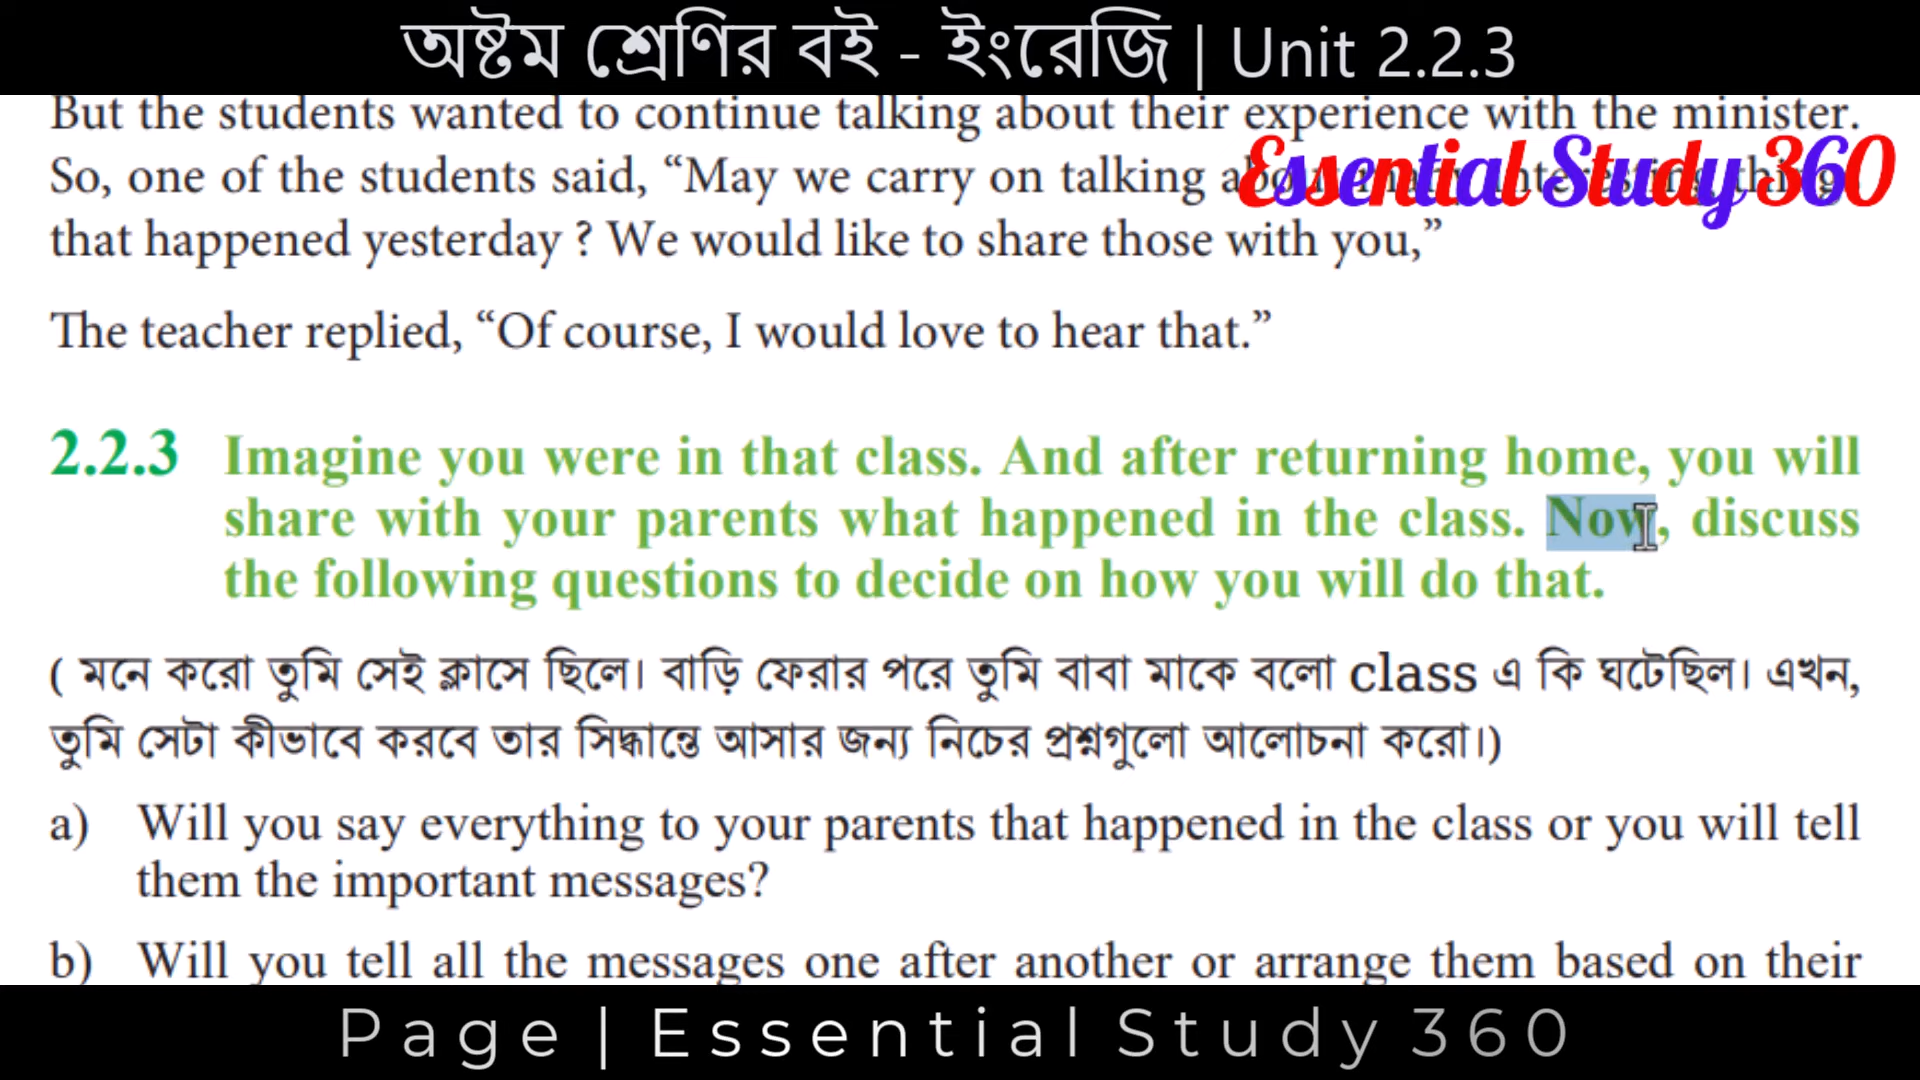 অষ্টম শ্রেণির বই - ইংরেজি | Unit 2.2.3
But the students wanted to continue talking about their experience with the minister.
Essential Study 360
So, one of the students said, “May we carry on talking about many interesting things
that happened yesterday ? We would like to share those with you,”
The teacher replied, “Of course, I would love to hear that.”
2.2.3 Imagine you were in that class. And after returning home, you will
share with your parents what happened in the class. Now, discuss
the following questions to decide on how you will do that.
( মনে করো তুমি সেই ক্লাসে ছিলে। বাড়ি ফেরার পরে তুমি বাবা মাকে বলো class এ কি ঘটেছিল। এখন,
তুমি সেটা কীভাবে করবে তার সিদ্ধান্তে আসার জন্য নিচের প্রশ্নগুলো আলোচনা করো।)
a) Will you say everything to your parents that happened in the class or you will tell
them the important messages?
b) Will you tell all the messages one after another or arrange them based on their
Page | Essential Study 360